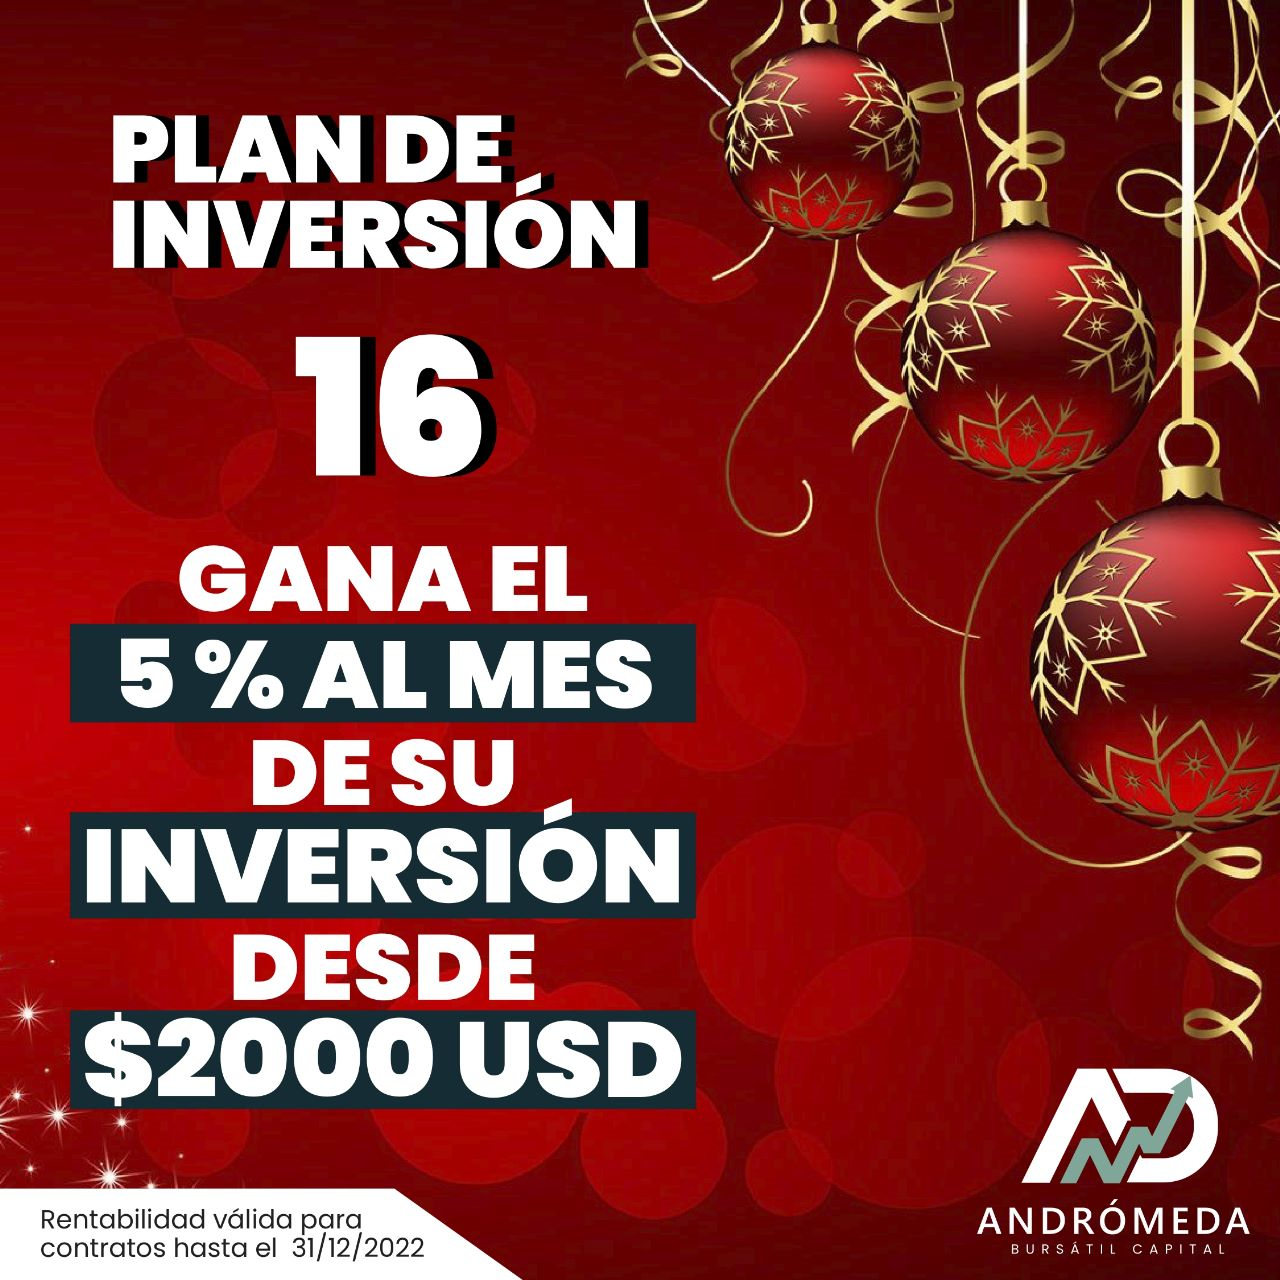 PLAN DE
INVERSIÓN
16
GANA EL
5 % AL MES
DE SU
INVERSIÓN
DESDE
$2000 USD
Rentabilidad válida para
contratos hasta el 31/12/2022
AD
ANDRÓMEDA
BURSÁTIL CAPITAL